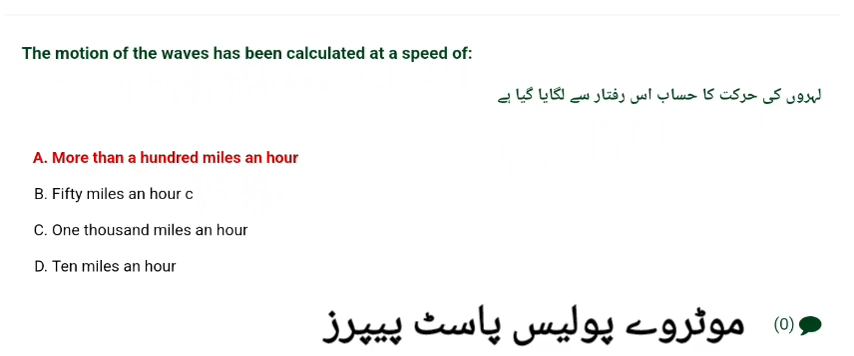 The motion of the waves has been calculated at a speed of:
لہروں کی حرکت کا حساب اس رفتار سے لگایا گیا ہے
A. More than a hundred miles an hour
B. Fifty miles an hour c
C. One thousand miles an hour
D. Ten miles an hour
موٹروے پولیس پاسٹ پیپرز
(0)